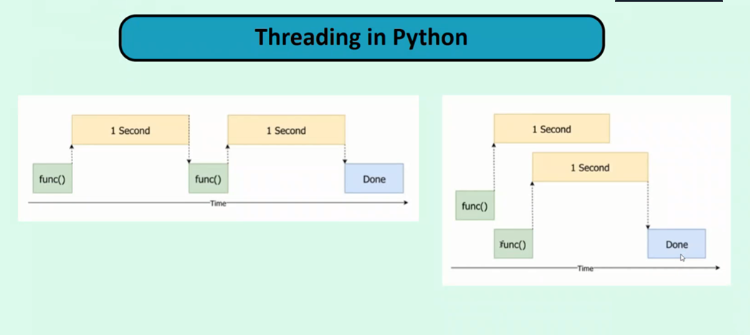 Threading in Python
1 Second
1 Second
func()
func()
Done
Time
1 Second
1 Second
func()
func()
Done
Time